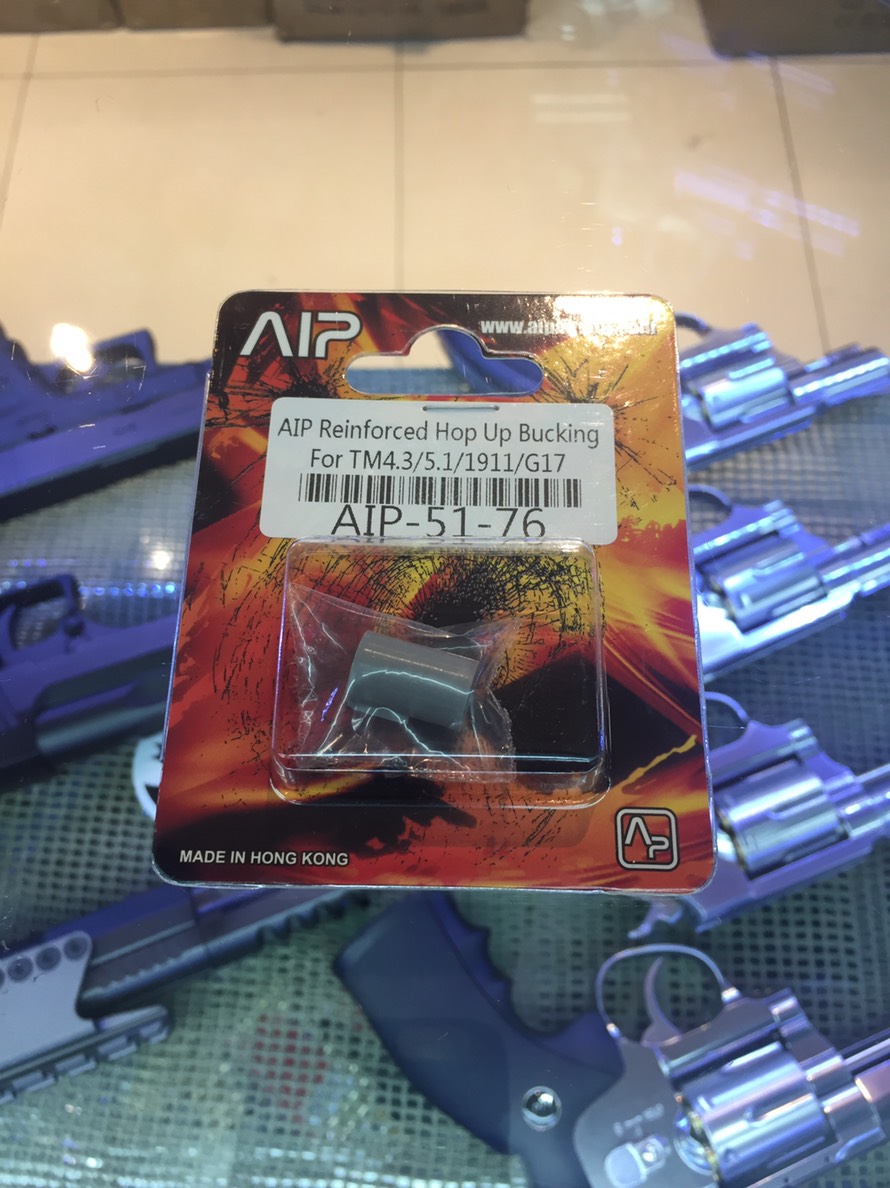 AIP
AIP Reinforced Hop Up Bucking
For TM4.3/5.1/1911/G17
AIP-51-76
MADE IN HONG KONG
AP